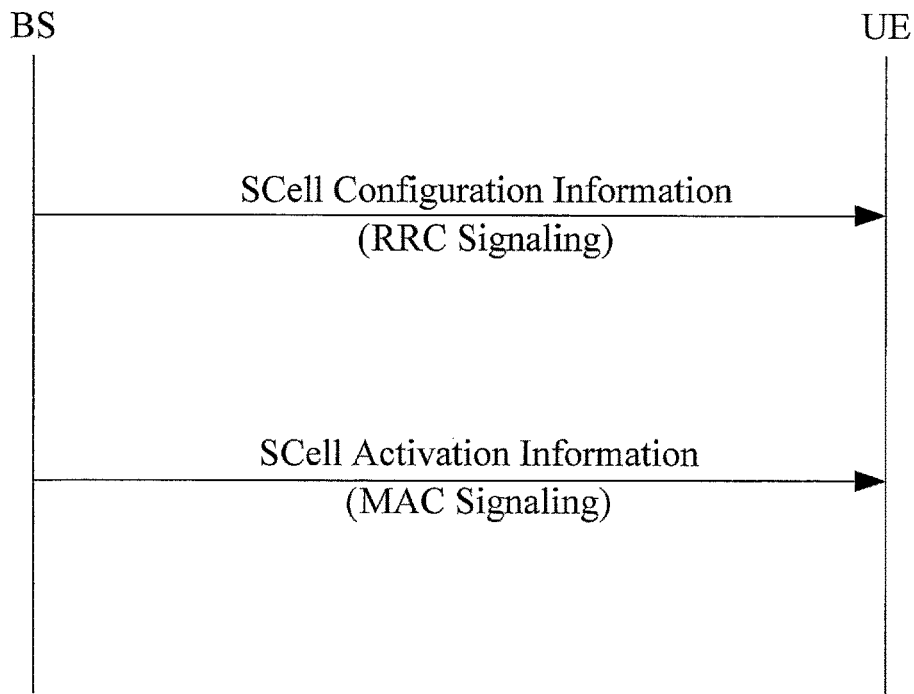 BS
UE
SCell Configuration Information
(RRC Signaling)
SCell Activation Information
(MAC Signaling)